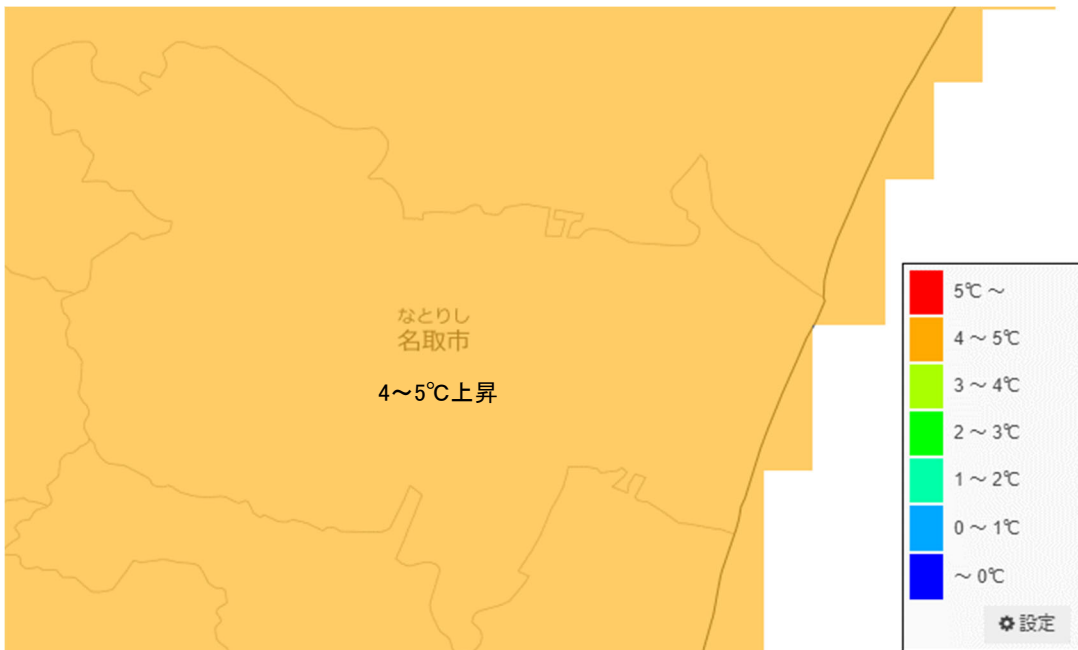 なとりし
名取市
4～5℃上昇
5℃ ～
4 ～ 5℃
3 ～ 4℃
2 ～ 3℃
1 ～ 2℃
0 ～ 1℃
～ 0℃
設定